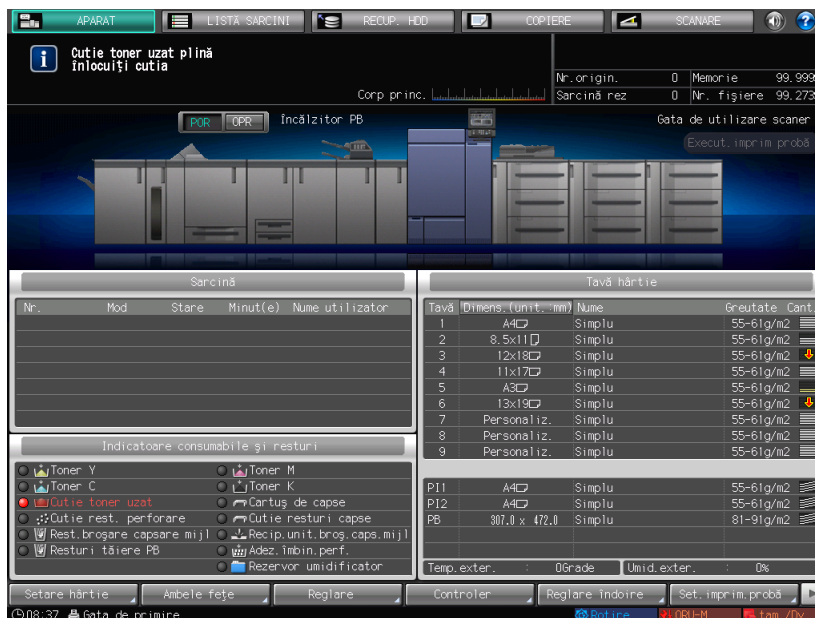 APARAT LISTĂ SARCINI RECUP. HDD COPIERE SCANARE
Cutie toner uzat plină
înlocuiți cutia
Corp princ.
Nr.origin. 0 Memorie 99.999
Sarcină rez 0 Nr. fișiere 99.273
POR OPR Încălzitor PB
Gata de utilizare scaner
Execut.imprim probă
Sarcină
Nr. Mod Stare Minut(e) Nume utilizator
Indicatoare consumabile și resturi
Toner Y Toner M
Toner C Toner K
Cutie toner uzat Cartuș de capse
Cutie rest. perforare Cutie resturi capse
Rest.broșare capsare mijl Recip.unit.broș.caps.mijl
Resturi tăiere PB Adez.îmbin.perf.
Rezervor umidificator
Tavă hârtie
Tavă Dimens.(unit.:mm) Nume Greutate Cant.
1 A4 Simplu 55-61g/m2
2 8.5x11 Simplu 55-61g/m2
3 12x18 Simplu 55-61g/m2
4 11x17 Simplu 55-61g/m2
5 A3 Simplu 55-61g/m2
6 13x19 Simplu 55-61g/m2
7 Personaliz. Simplu 55-61g/m2
8 Personaliz. Simplu 55-61g/m2
9 Personaliz. Simplu 55-61g/m2
PI1 A4 Simplu 55-61g/m2
PI2 A4 Simplu 55-61g/m2
PB 307.0 x 472.0 Simplu 81-91g/m2
Temp.exter. : 0Grade Umid.exter. : 0%
Setare hârtie Ambele fețe Reglare Controler Reglare îndoire Set.imprim.probă
08:37 Gata de primire Rotire ORU-M tam /Dv